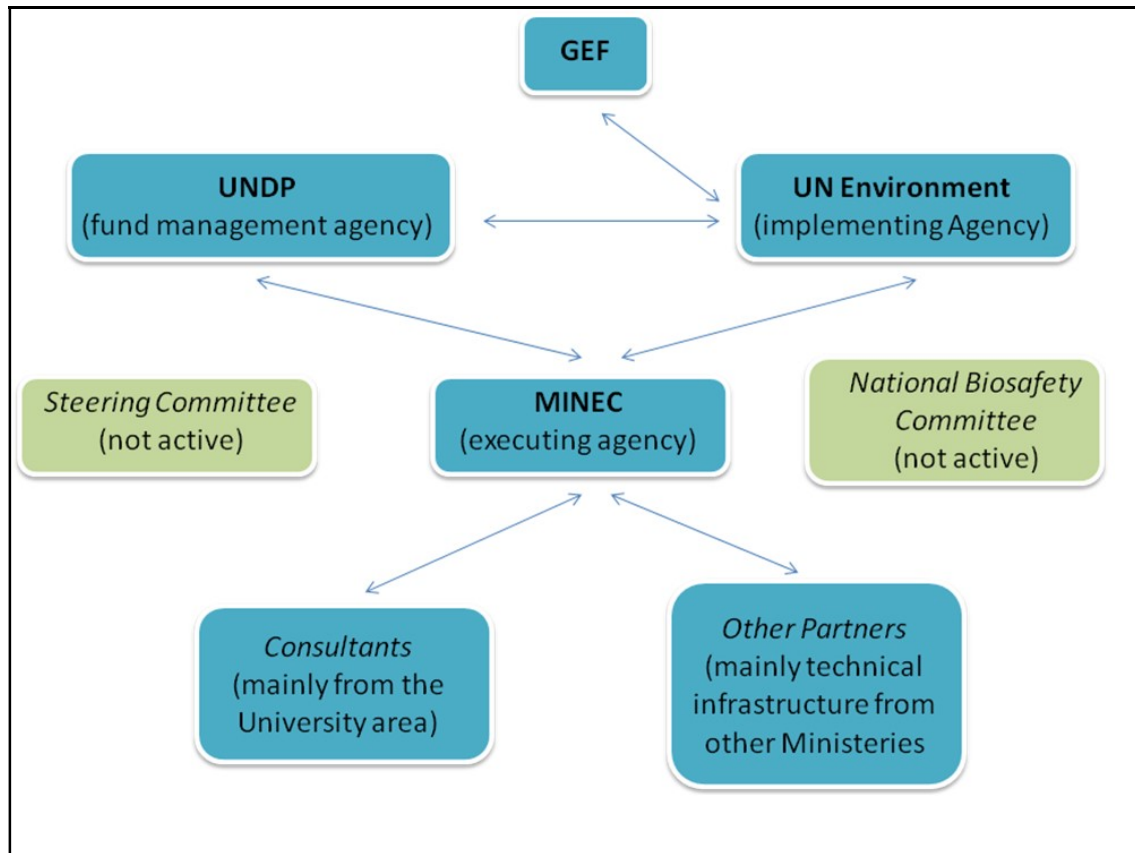 GEF
UNDP
(fund management agency)
UN Environment
(implementing Agency)
Steering Committee
(not active)
MINEC
(executing agency)
National Biosafety
Committee
(not active)
Consultants
(mainly from the
University area)
Other Partners
(mainly technical
infrastructure from
other Ministeries